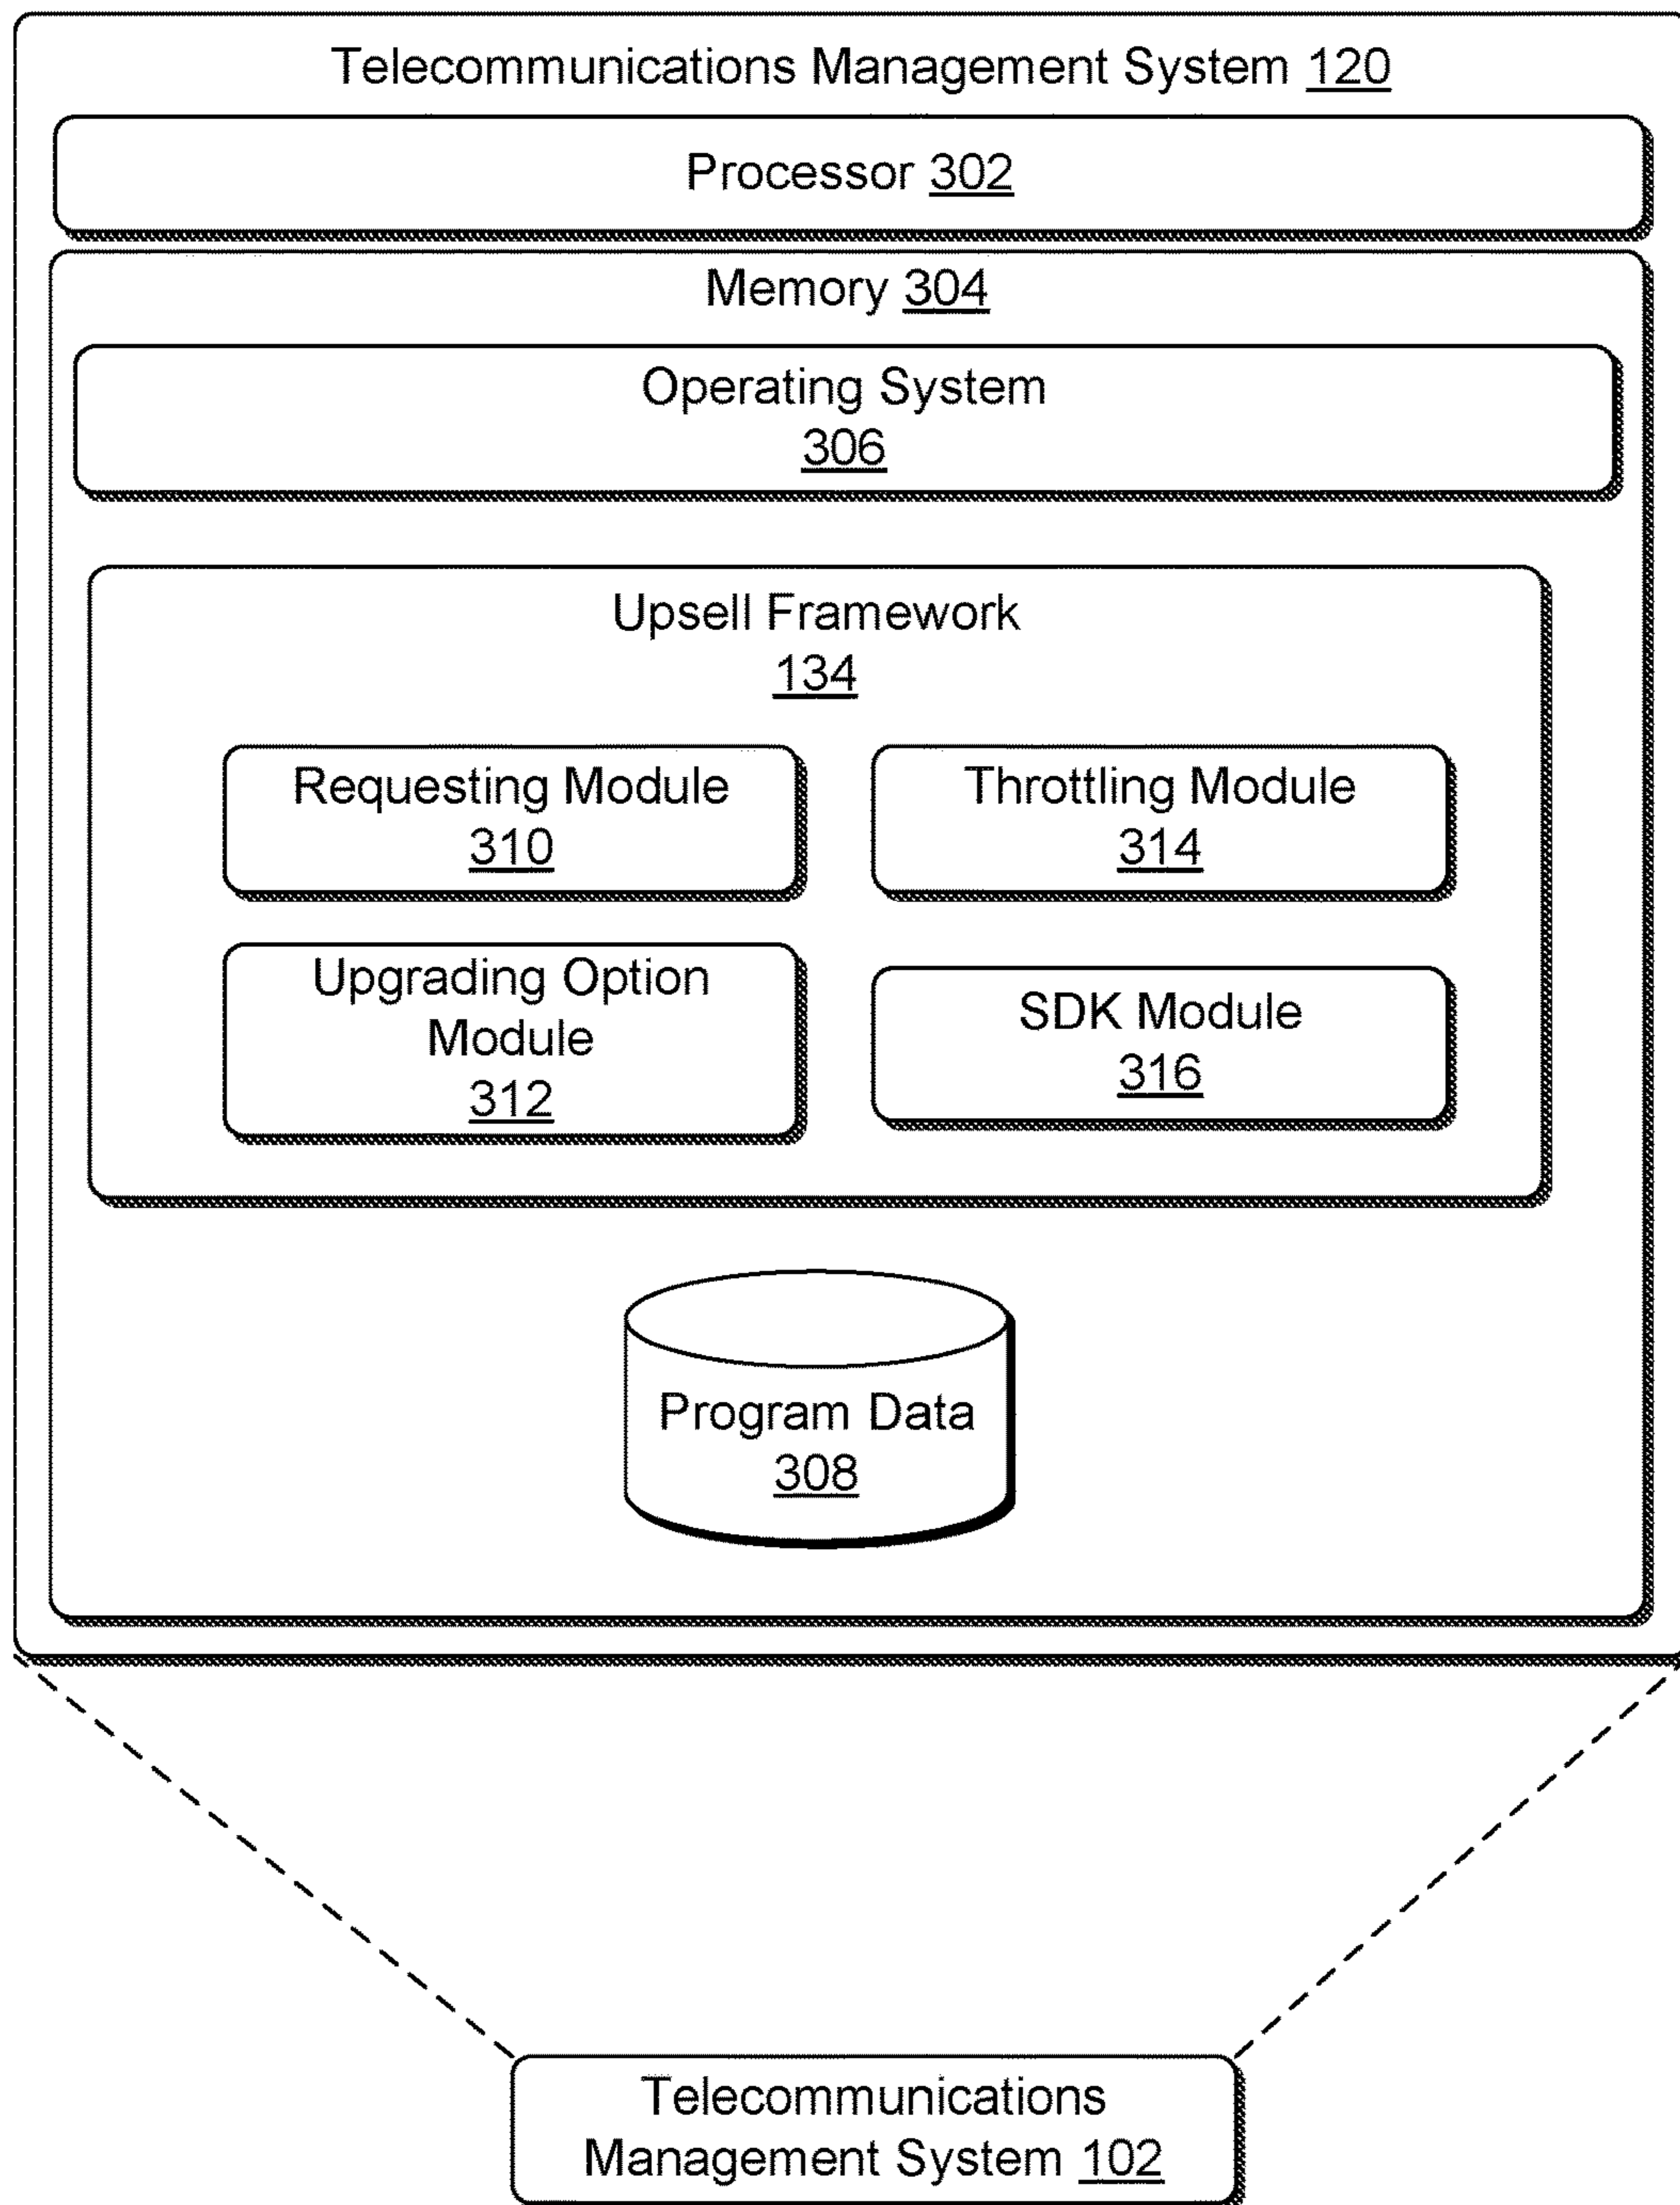 Telecommunications Management System 120
Processor 302
Memory 304
Operating System
306
Upsell Framework
134
Requesting Module
310
Throttling Module
314
Upgrading Option
Module
312
SDK Module
316
Program Data
308
Telecommunications
Management System 102